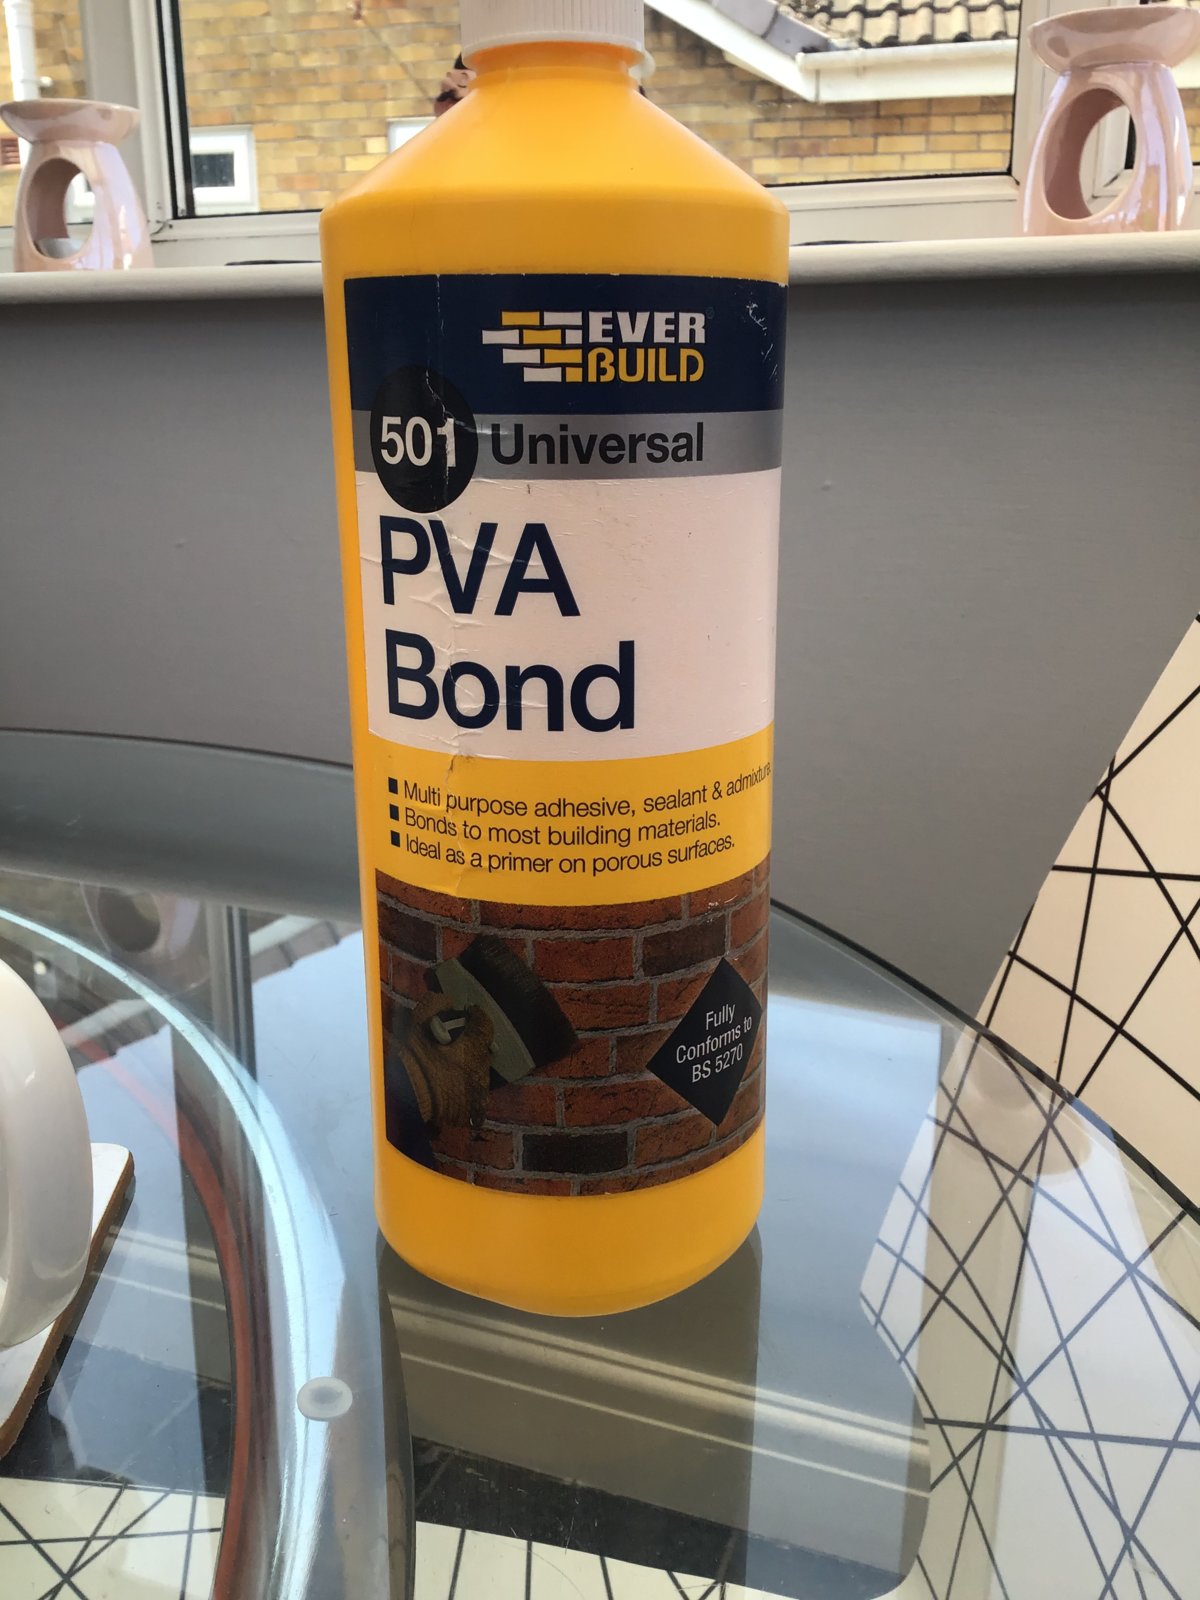 EVER
BUILD
501 Universal
PVA
Bond
Multi purpose adhesive, sealant & admixture.
Bonds to most building materials.
Ideal as a primer on porous surfaces.
Fully
Conforms to
BS 5270